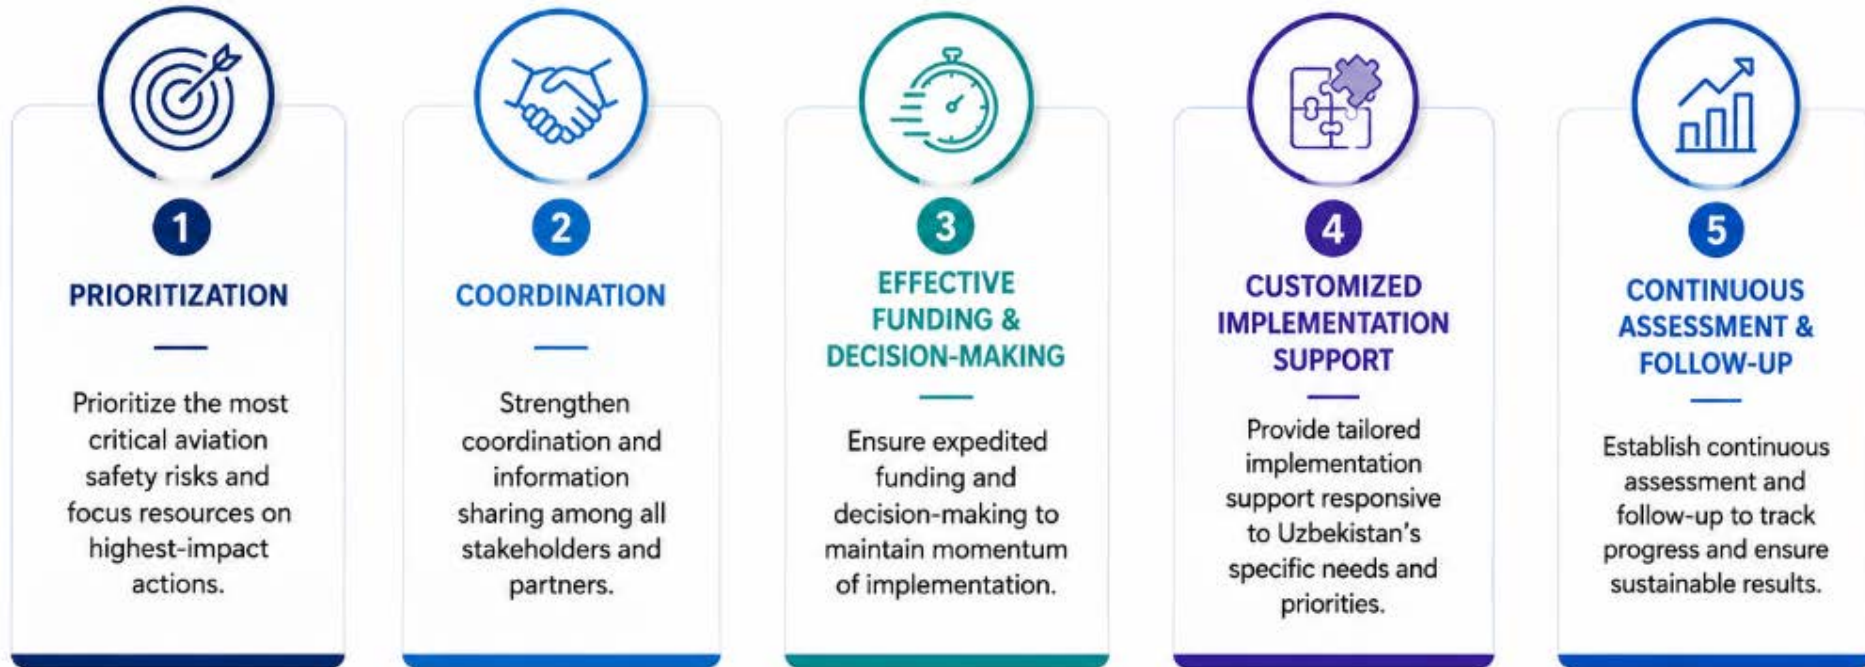 1
PRIORITIZATION
Prioritize the most
critical aviation
safety risks and
focus resources on
highest-impact
actions.
2
COORDINATION
Strengthen
coordination and
information
sharing among all
stakeholders and
partners.
3
EFFECTIVE
FUNDING &
DECISION-MAKING
Ensure expedited
funding and
decision-making to
maintain momentum
of implementation.
4
CUSTOMIZED
IMPLEMENTATION
SUPPORT
Provide tailored
implementation
support responsive
to Uzbekistan's
specific needs and
priorities.
5
CONTINUOUS
ASSESSMENT &
FOLLOW-UP
Establish continuous
assessment and
follow-up to track
progress and ensure
sustainable results.